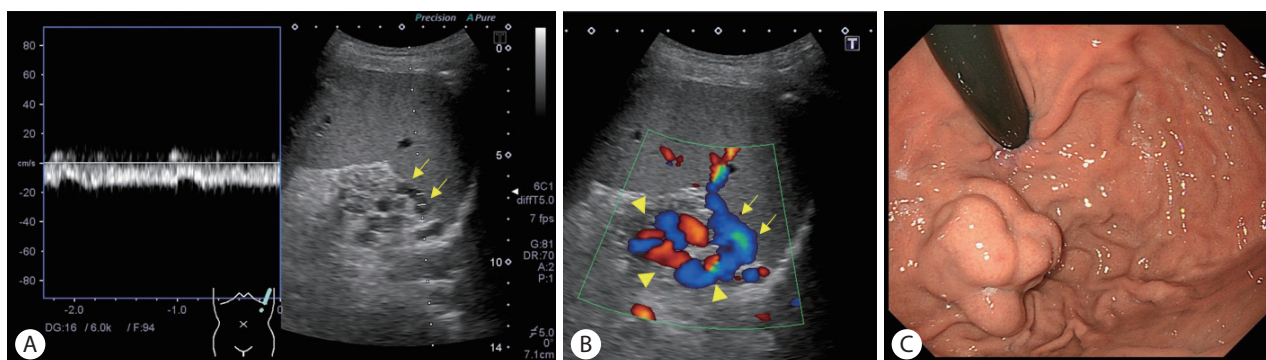 80
60
40
20
cm/s
-20
-40
-60
-80
-2.0
-1.0
0
DG:16 / 6.0k / F:94
A
Precision A Pure
T
0
5
10
14
6C1
diffT5.0
7 fps
G:81
DR:70
A:2
P:1
5.0
0°
7.1cm
B
T
C